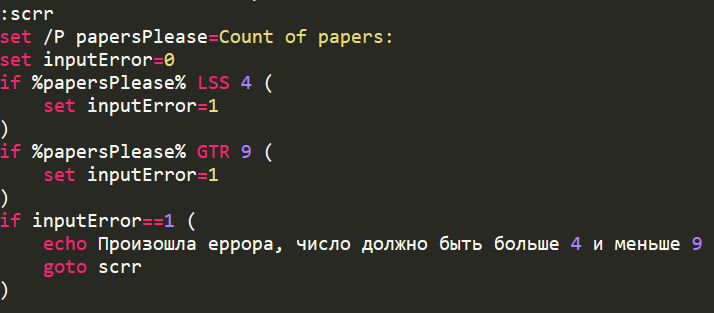 :scrr
set /P papersPlease=Count of papers:
set inputError=0
if %papersPlease% LSS 4 (
    set inputError=1
)
if %papersPlease% GTR 9 (
    set inputError=1
)
if inputError==1 (
    echo Произошла еррора, число должно быть больше 4 и меньше 9
    goto scrr
)